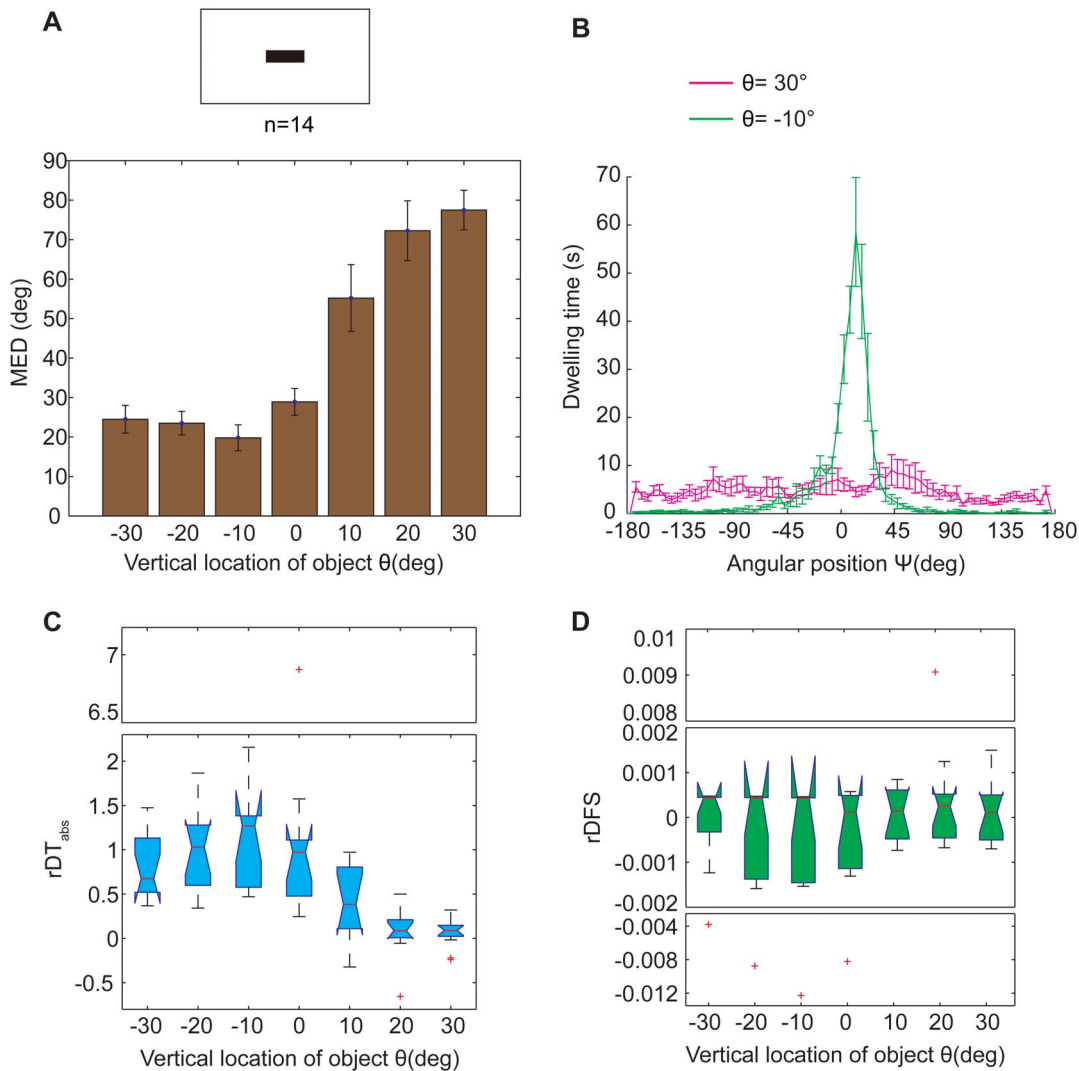 A
n=14
90
80
70
60
50
40
30
20
10
0
MED (deg)
-30 -20 -10 0 10 20 30
Vertical location of object θ(deg)
B
θ= 30°
θ= -10°
70
60
50
40
30
20
10
0
Dwelling time (s)
-180 -135 -90 -45 0 45 90 135 180
Angular position Ψ(deg)
C
7
6.5
2
1.5
1
0.5
0
-0.5
rDTabs
-30 -20 -10 0 10 20 30
Vertical location of object θ(deg)
D
0.01
0.009
0.008
0.002
0.001
0
-0.001
-0.002
-0.004
-0.008
-0.012
rDFS
-30 -20 -10 0 10 20 30
Vertical location of object θ(deg)